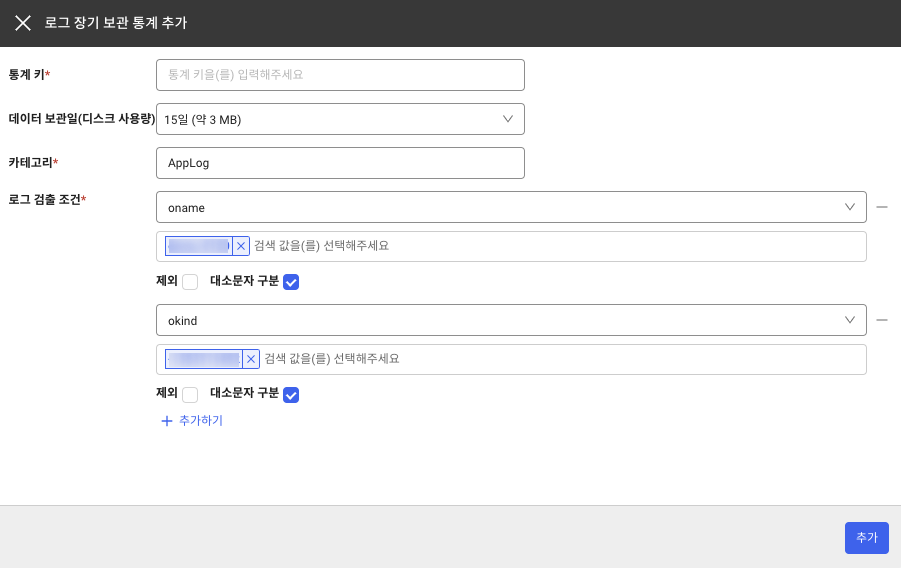 로그 장기 보관 통계 추가
통계 키*
통계 키을(를) 입력해주세요
데이터 보관일(디스크 사용량)
15일 (약 3 MB)
카테고리*
AppLog
로그 검출 조건*
oname
검색 값을(를) 선택해주세요
제외 대소문자 구분
okind
검색 값을(를) 선택해주세요
제외 대소문자 구분
+ 추가하기
추가